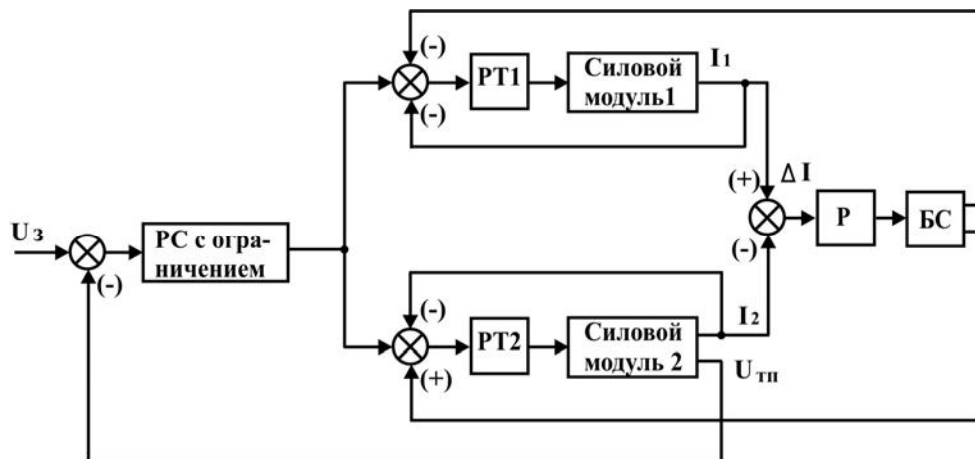 (-)
РТ1
Силовой
модуль1
I1
(-)
(+)
ΔI
Uз
РС с огра-
ничением
(-)
Р
БС
(-)
(-)
РТ2
Силовой
модуль 2
I2
(+)
Uтп